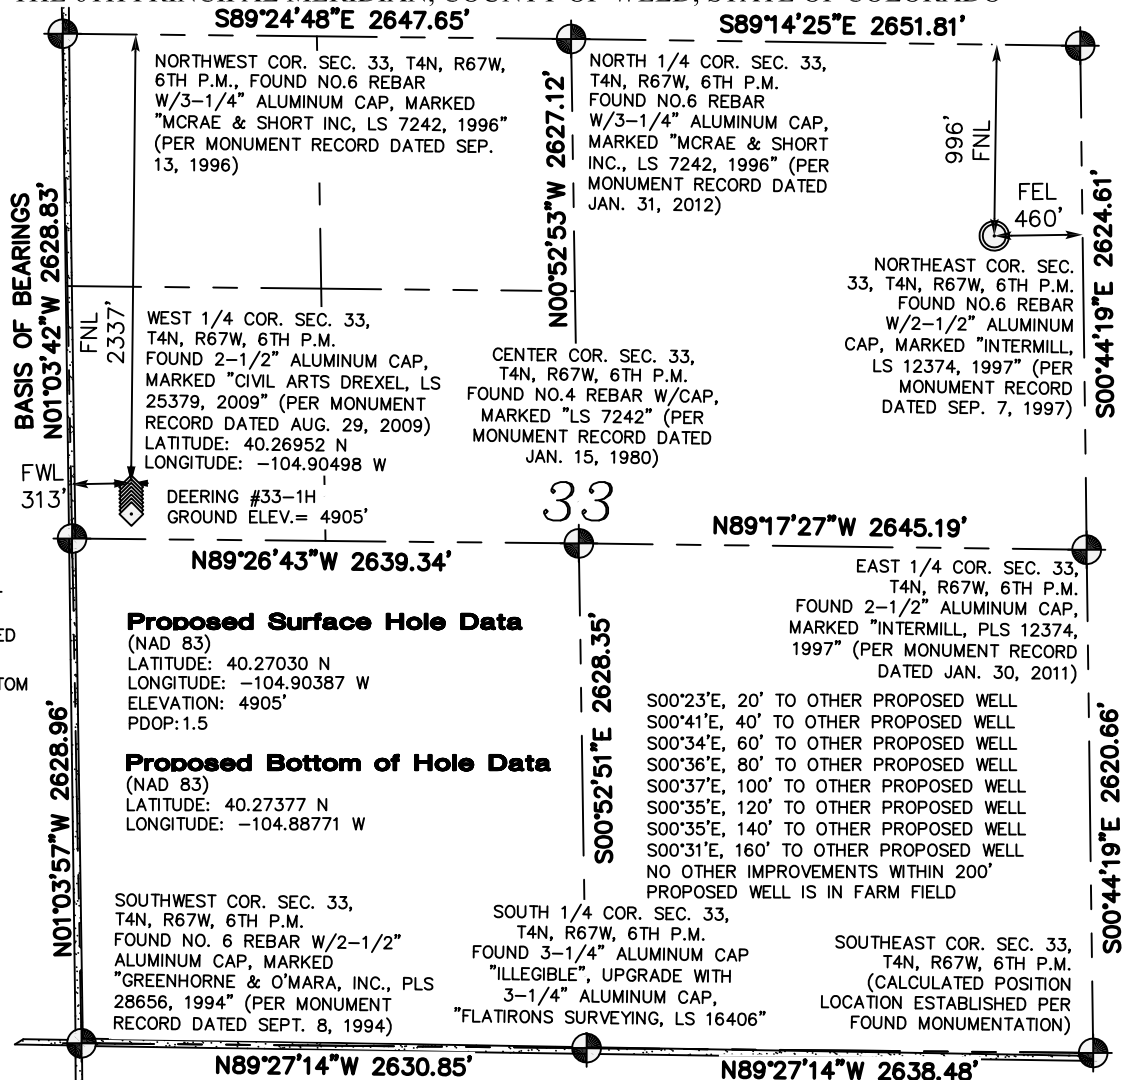 S89°24'48"E 2647.65'
S89°14'25"E 2651.81'
NORTHWEST COR. SEC. 33, T4N, R67W,
6TH P.M., FOUND NO.6 REBAR
W/3-1/4" ALUMINUM CAP, MARKED
"MCRAE & SHORT INC, LS 7242, 1996"
(PER MONUMENT RECORD DATED SEP.
13, 1996)
N00°52'53"W 2627.12'
NORTH 1/4 COR. SEC. 33,
T4N, R67W, 6TH P.M.
FOUND NO.6 REBAR
W/3-1/4" ALUMINUM CAP,
MARKED "MCRAE & SHORT
INC., LS 7242, 1996" (PER
MONUMENT RECORD DATED
JAN. 31, 2012)
996'
FNL
FEL
460'
S00°44'19"E 2624.61'
NORTHEAST COR. SEC.
33, T4N, R67W, 6TH P.M.
FOUND NO.6 REBAR
W/2-1/2" ALUMINUM
CAP, MARKED "INTERMILL,
LS 12374, 1997" (PER
MONUMENT RECORD
DATED SEP. 7, 1997)
BASIS OF BEARINGS
N01°03'42"W 2628.83'
FNL
2337'
WEST 1/4 COR. SEC. 33,
T4N, R67W, 6TH P.M.
FOUND 2-1/2" ALUMINUM CAP,
MARKED "CIVIL ARTS DREXEL, LS
25379, 2009" (PER MONUMENT
RECORD DATED AUG. 29, 2009)
LATITUDE: 40.26952 N
LONGITUDE: -104.90498 W
CENTER COR. SEC. 33,
T4N, R67W, 6TH P.M.
FOUND NO.4 REBAR W/CAP,
MARKED "LS 7242" (PER
MONUMENT RECORD DATED
JAN. 15, 1980)
FWL
313'
DEERING #33-1H
GROUND ELEV.= 4905'
33
N89°26'43"W 2639.34'
N89°17'27"W 2645.19'
EAST 1/4 COR. SEC. 33,
T4N, R67W, 6TH P.M.
FOUND 2-1/2" ALUMINUM CAP,
MARKED "INTERMILL, PLS 12374,
1997" (PER MONUMENT RECORD
DATED JAN. 30, 2011)
Proposed Surface Hole Data
(NAD 83)
LATITUDE: 40.27030 N
LONGITUDE: -104.90387 W
ELEVATION: 4905'
PDOP:1.5
Proposed Bottom of Hole Data
(NAD 83)
LATITUDE: 40.27377 N
LONGITUDE: -104.88771 W
N01°03'57"W 2628.96'
S00°52'51"E 2628.35'
S00°23'E, 20' TO OTHER PROPOSED WELL
S00°41'E, 40' TO OTHER PROPOSED WELL
S00°34'E, 60' TO OTHER PROPOSED WELL
S00°36'E, 80' TO OTHER PROPOSED WELL
S00°37'E, 100' TO OTHER PROPOSED WELL
S00°35'E, 120' TO OTHER PROPOSED WELL
S00°35'E, 140' TO OTHER PROPOSED WELL
S00°31'E, 160' TO OTHER PROPOSED WELL
NO OTHER IMPROVEMENTS WITHIN 200'
PROPOSED WELL IS IN FARM FIELD
S00°44'19"E 2620.66'
SOUTHWEST COR. SEC. 33,
T4N, R67W, 6TH P.M.
FOUND NO. 6 REBAR W/2-1/2"
ALUMINUM CAP, MARKED
"GREENHORNE & O'MARA, INC., PLS
28656, 1994" (PER MONUMENT
RECORD DATED SEPT. 8, 1994)
SOUTH 1/4 COR. SEC. 33,
T4N, R67W, 6TH P.M.
FOUND 3-1/4" ALUMINUM CAP
"ILLEGIBLE", UPGRADE WITH
3-1/4" ALUMINUM CAP,
"FLATIRONS SURVEYING, LS 16406"
SOUTHEAST COR. SEC. 33,
T4N, R67W, 6TH P.M.
(CALCULATED POSITION
LOCATION ESTABLISHED PER
FOUND MONUMENTATION)
N89°27'14"W 2630.85'
N89°27'14"W 2638.48'